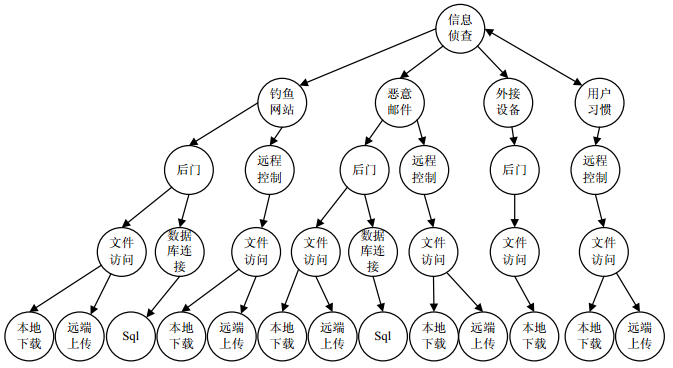 信息
侦查
钓鱼
网站
恶意
邮件
外接
设备
用户
习惯
后门
远程
控制
后门
远程
控制
后门
远程
控制
文件
访问
数据
库连
接
文件
访问
文件
访问
数据
库连
接
文件
访问
文件
访问
文件
访问
本地
下载
远端
上传
Sql
本地
下载
远端
上传
本地
下载
远端
上传
Sql
本地
下载
远端
上传
本地
下载
本地
下载
远端
上传